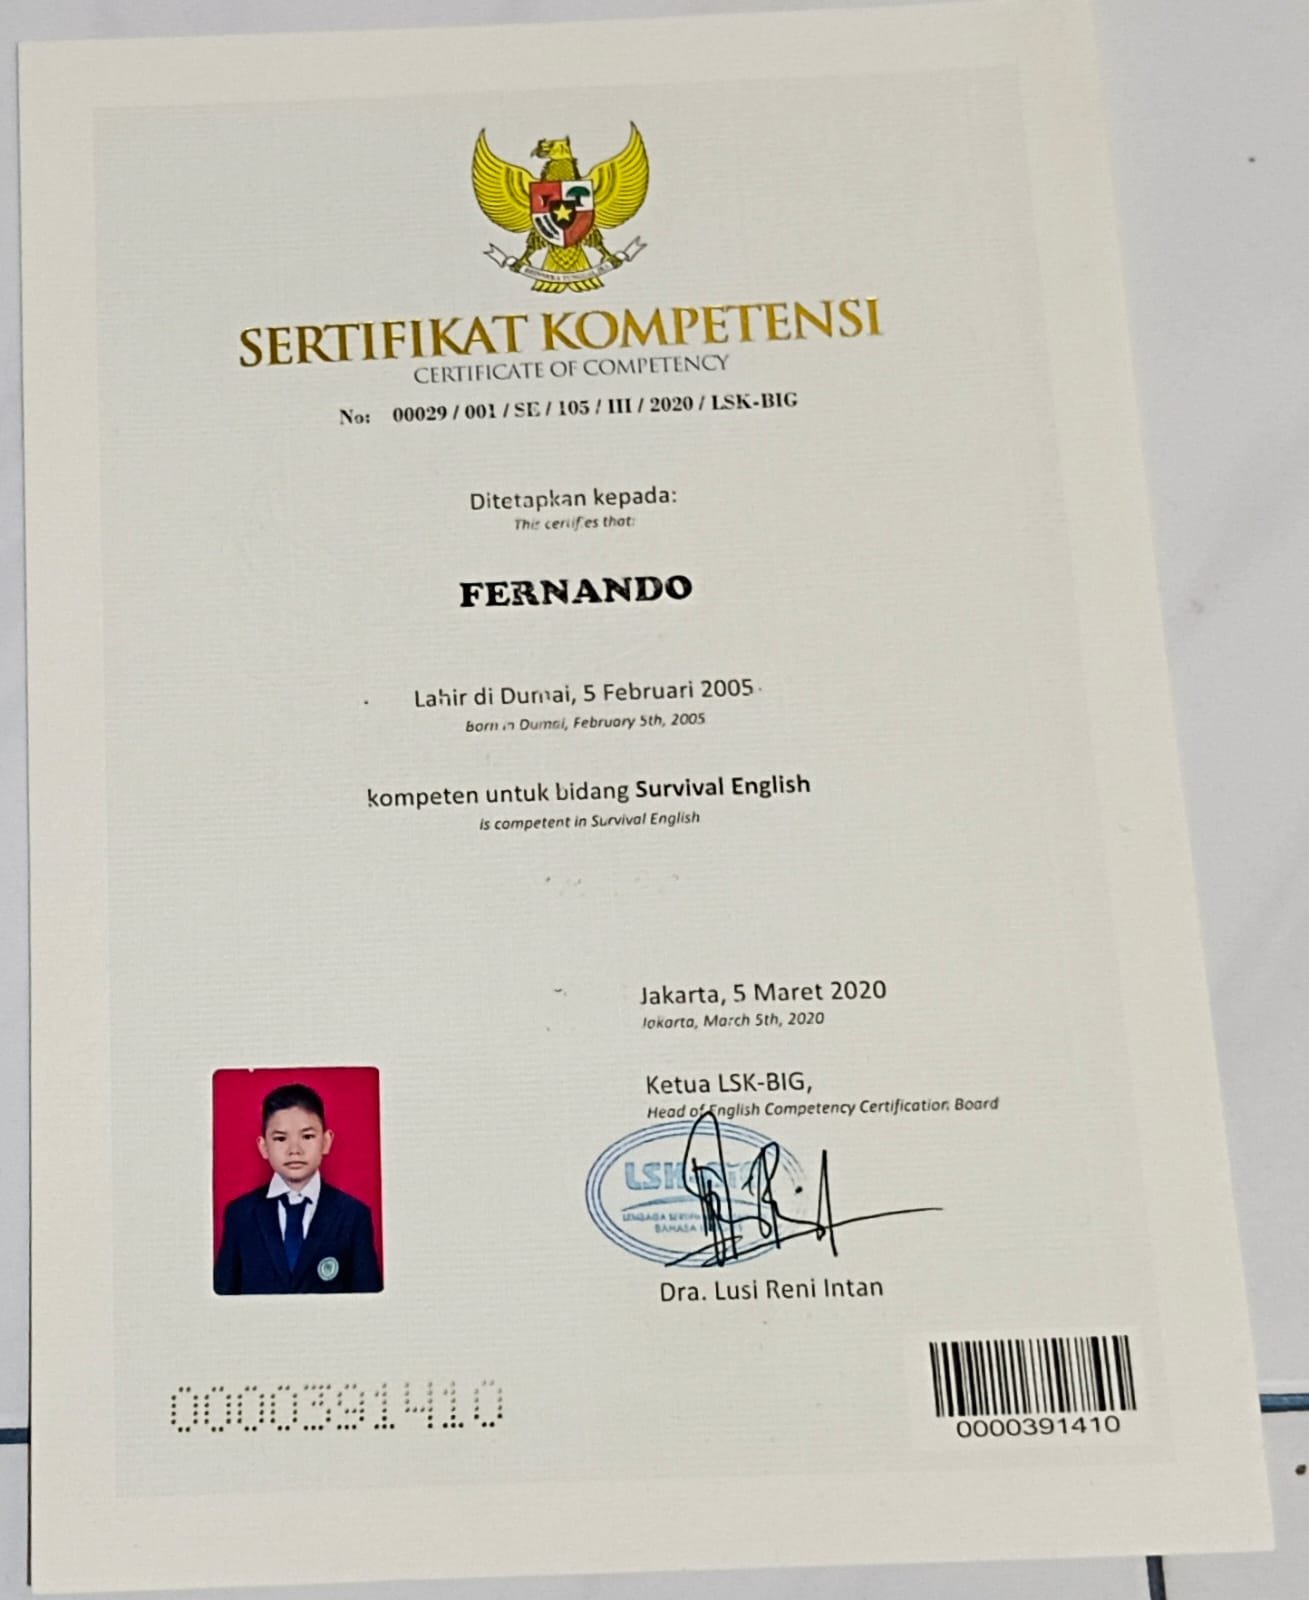 SERTIFIKAT KOMPETENSI
CERTIFICATE OF COMPETENCY
No: 00029 / 001 / SE / 105 / III / 2020 / LSK-BIG
Ditetapkan kepada:
This certifies that:
FERNANDO
Lahir di Dumai, 5 Februari 2005
Born in Dumai, February 5th, 2005
kompeten untuk bidang Survival English
is competent in Survival English
Jakarta, 5 Maret 2020
Jakarta, March 5th, 2020
Ketua LSK-BIG,
Head of English Competency Certification Board
LSK
LEMBAGA
BAHASA
Dra. Lusi Reni Intan
0000391410
0000391410